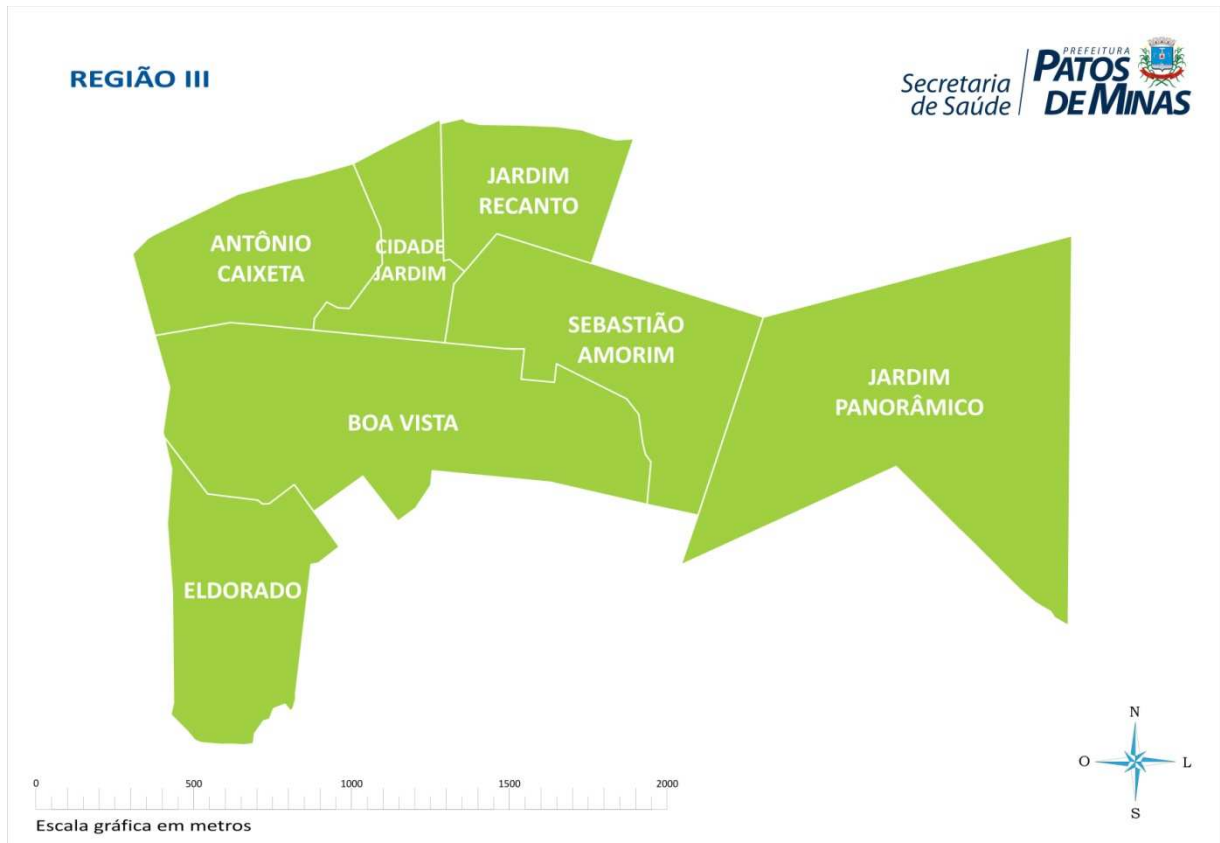 REGIÃO III
Secretaria
de Saúde
PREFEITURA
PATOS
DE MINAS
JARDIM
RECANTO
ANTÔNIO
CAIXETA
CIDADE
JARDIM
SEBASTIÃO
AMORIM
JARDIM
PANORÂMICO
BOA VISTA
ELDORADO
N
O L
S
0 500 1000 1500 2000
Escala gráfica em metros